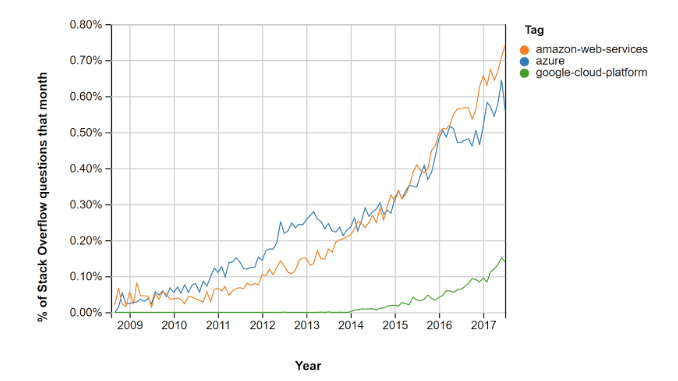 0.80%
0.70%
0.60%
0.50%
0.40%
0.30%
0.20%
0.10%
0.00%
% of Stack Overflow questions that month
2009 2010 2011 2012 2013 2014 2015 2016 2017
Year
Tag
amazon-web-services
azure
google-cloud-platform